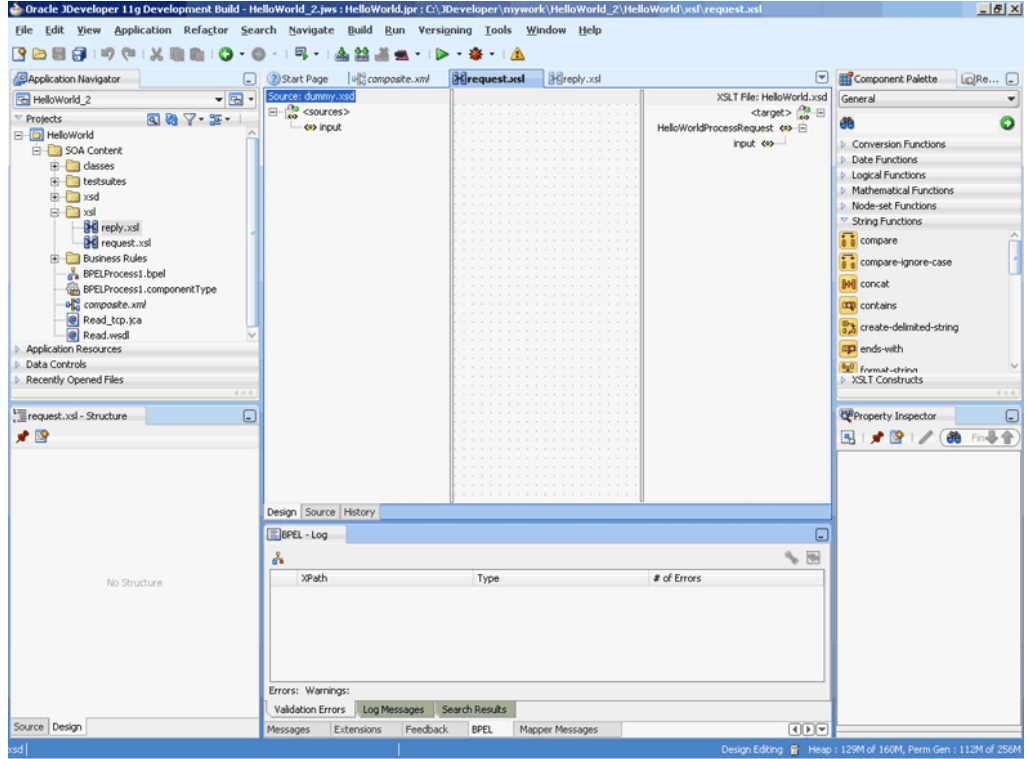 Oracle JDeveloper 11g Development Build - HelloWorld_2.jws : HelloWorld.jpr : C:\JDeveloper\mywork\HelloWorld_2\HelloWorld\xsl\request.xsl
File Edit View Application Refactor Search Navigate Build Run Versioning Tools Window Help
Application Navigator
HelloWorld_2
Projects
HelloWorld
SOA Content
classes
testsuites
xsd
xsl
reply.xsl
request.xsl
Business Rules
BPELProcess1.bpel
BPELProcess1.componentType
composite.xml
Read_tcp.jca
Read.wsdl
Application Resources
Data Controls
Recently Opened Files
request.xsl - Structure
No Structure
Source Design
Start Page composite.xml request.xsl reply.xsl
Source: dummy.xsd
<sources>
input
XSLT File: HelloWorld.xsd
<target>
HelloWorldProcessRequest
input
Design Source History
BPEL - Log
XPath Type # of Errors
Errors: Warnings:
Validation Errors Log Messages Search Results
Messages Extensions Feedback BPEL Mapper Messages
Component Palette Re...
General
Conversion Functions
Date Functions
Logical Functions
Mathematical Functions
Node-set Functions
String Functions
compare
compare-ignore-case
concat
contains
create-delimited-string
ends-with
format-string
XSLT Constructs
Property Inspector
Find
xsd
Design Editing Heap : 129M of 160M, Perm Gen : 112M of 256M